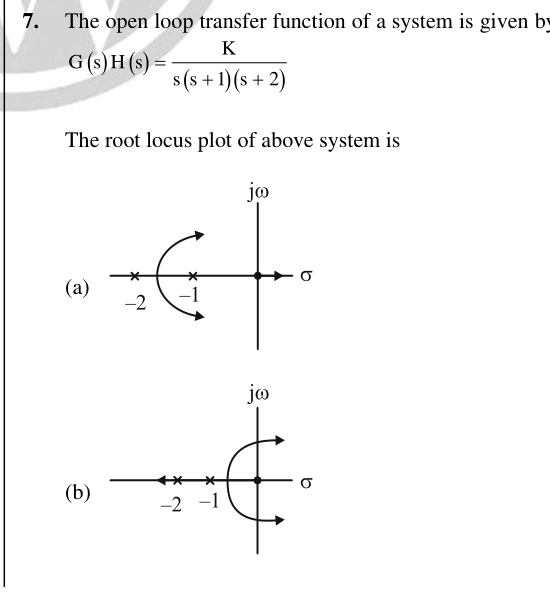 7. The open loop transfer function of a system is given by
G(s)H(s) = K / s(s + 1)(s + 2)
The root locus plot of above system is
jω
(a)
σ
–2 –1
jω
(b)
σ
–2 –1